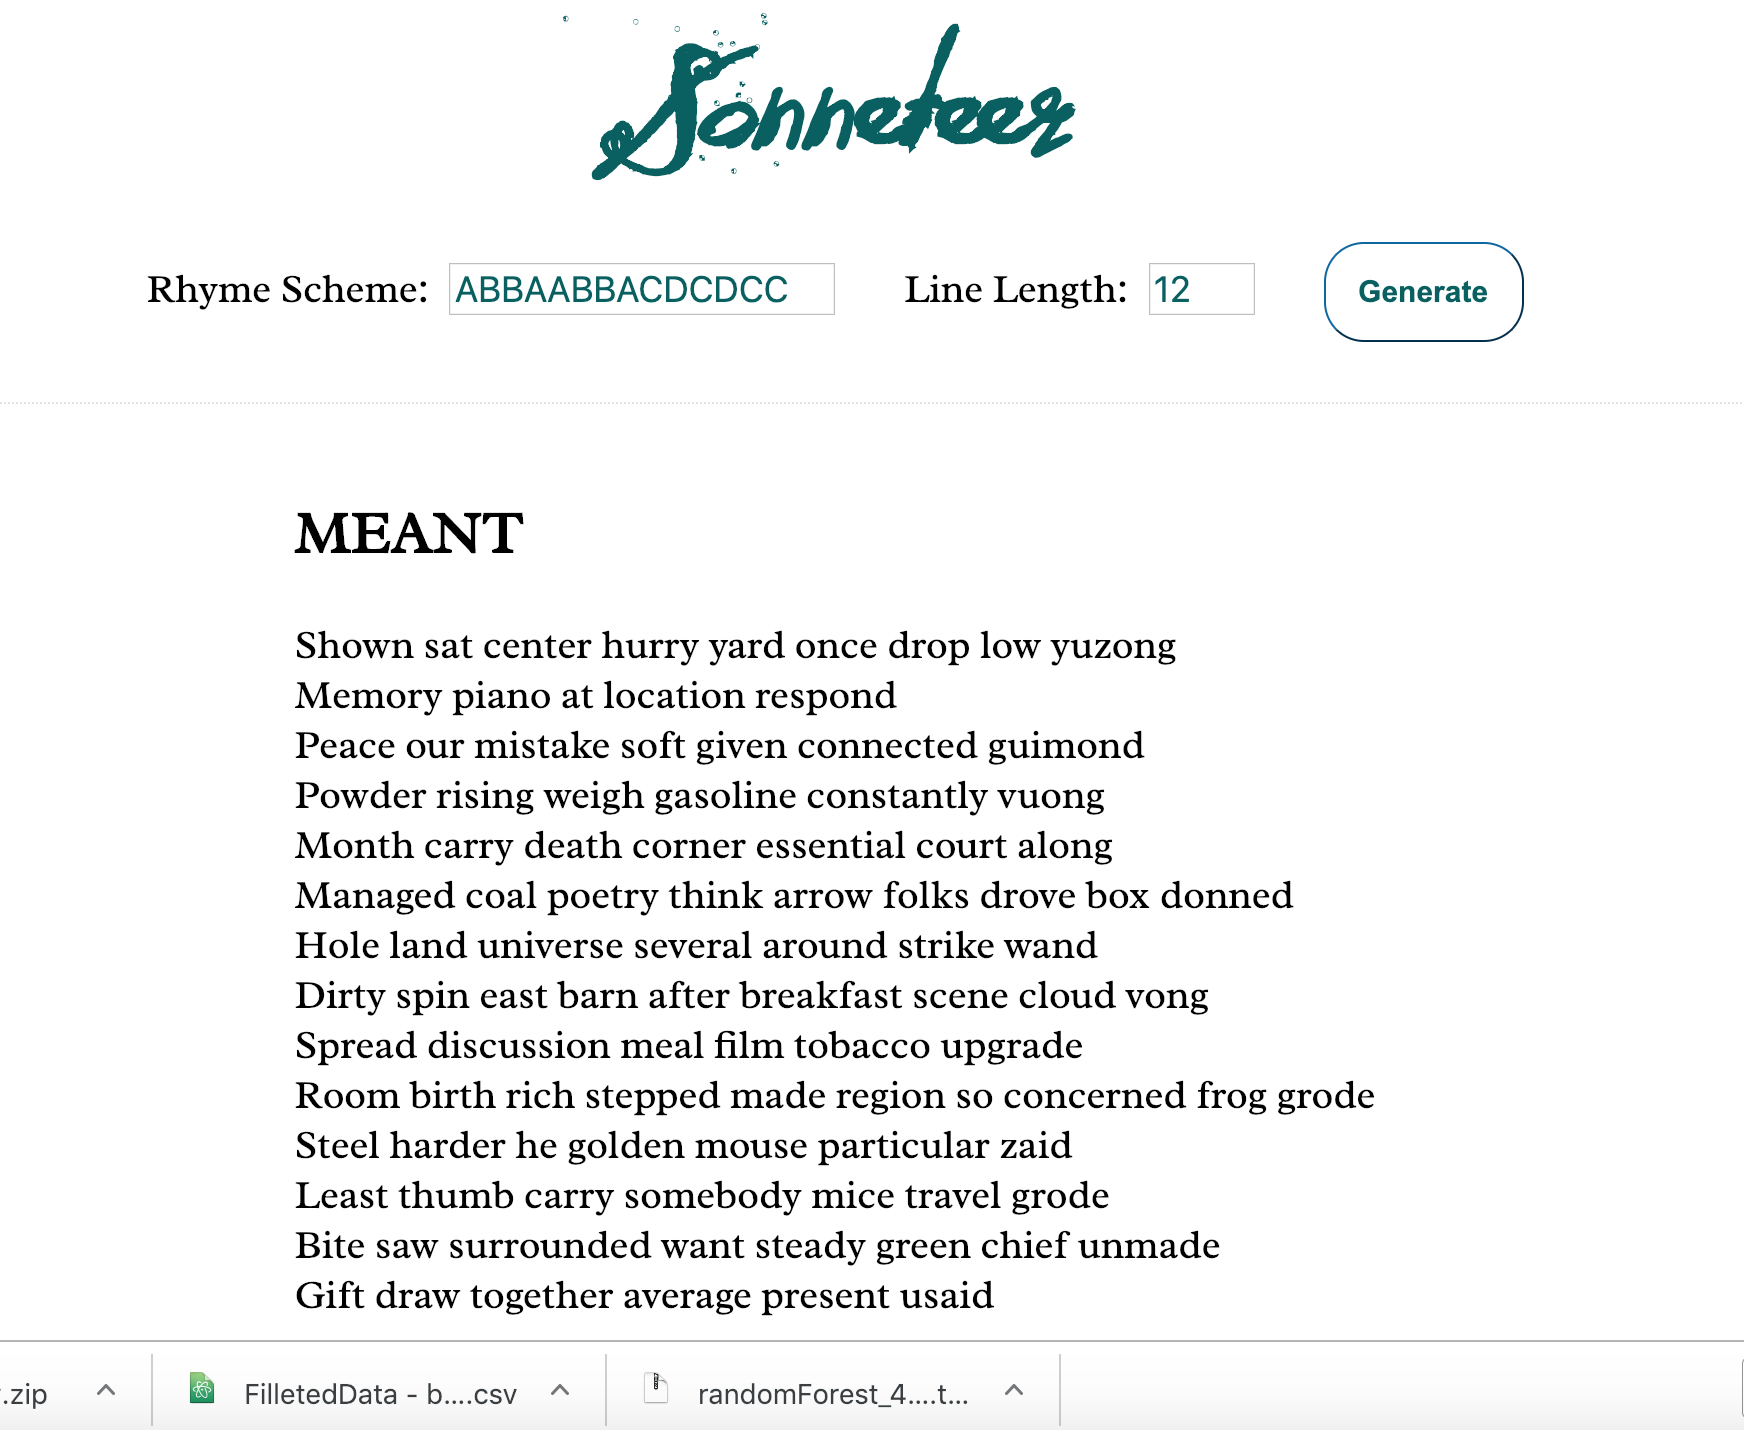 Sonneteer
Rhyme Scheme: ABBAABBACDCDCC Line Length: 12 Generate
MEANT
Shown sat center hurry yard once drop low yuzong
Memory piano at location respond
Peace our mistake soft given connected guimond
Powder rising weigh gasoline constantly vuong
Month carry death corner essential court along
Managed coal poetry think arrow folks drove box donned
Hole land universe several around strike wand
Dirty spin east barn after breakfast scene cloud vong
Spread discussion meal film tobacco upgrade
Room birth rich stepped made region so concerned frog grode
Steel harder he golden mouse particular zaid
Least thumb carry somebody mice travel grode
Bite saw surrounded want steady green chief unmade
Gift draw together average present usaid
.zip FilletedData - b....csv randomForest_4....t...